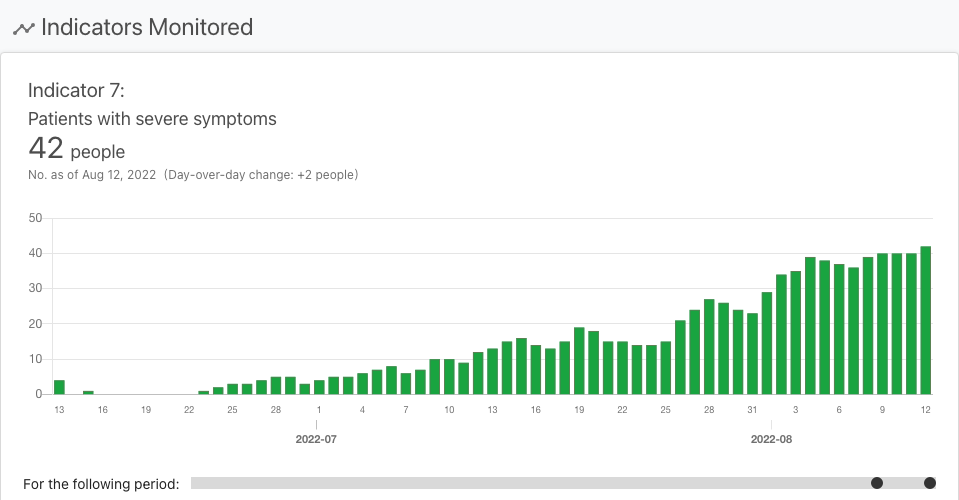 Indicators Monitored
Indicator 7:
Patients with severe symptoms
42 people
No. as of Aug 12, 2022 (Day-over-day change: +2 people)
50
40
30
20
10
0
13 16 19 22 25 28 1 4 7 10 13 16 19 22 25 28 31 3 6 9 12
2022-07 2022-08
For the following period: